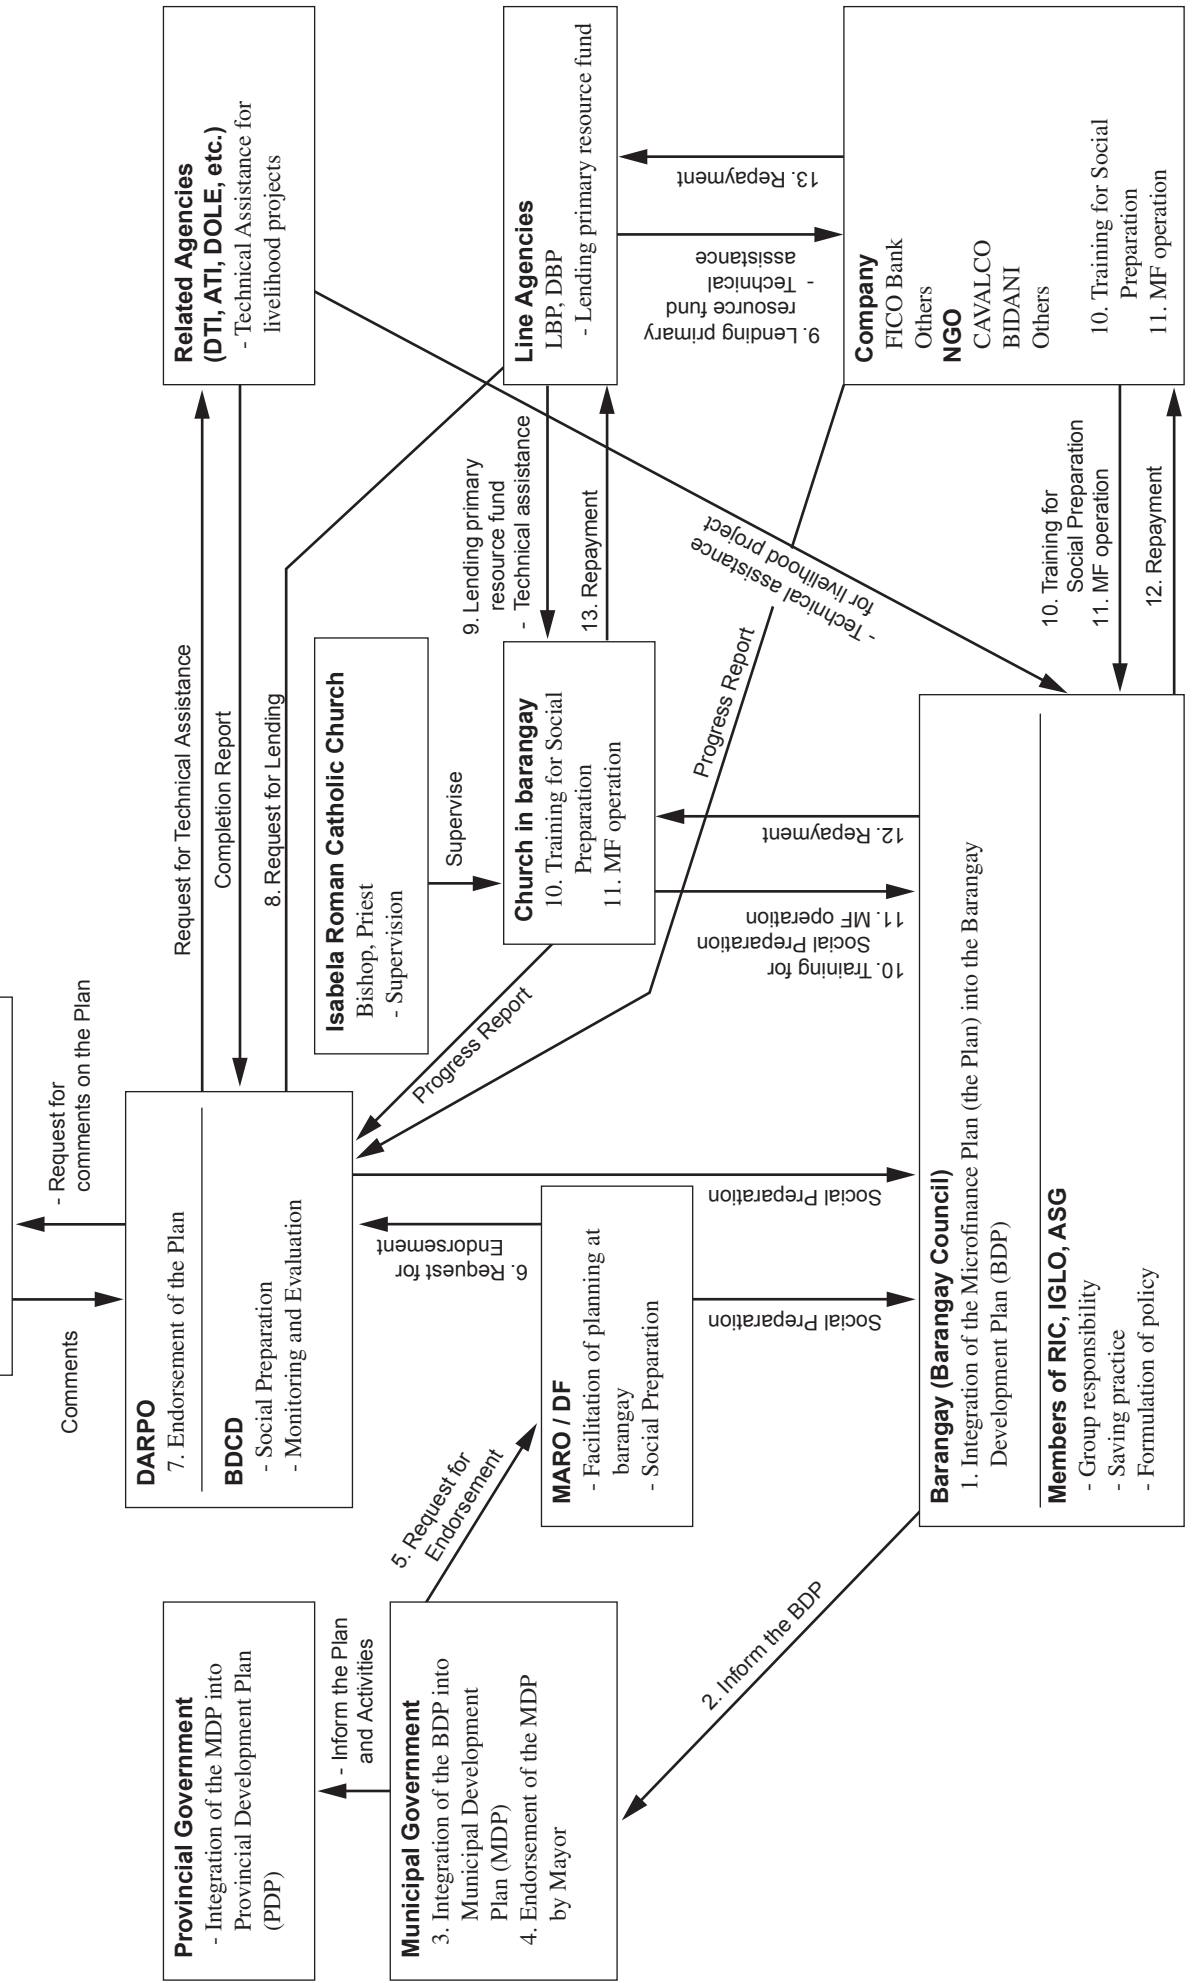 Comments
- Request for
comments on the Plan
DARPO
7. Endorsement of the Plan
BDCD
- Social Preparation
- Monitoring and Evaluation
Request for Technical Assistance
Completion Report
8. Request for Lending
Related Agencies
(DTI, ATI, DOLE, etc.)
- Technical Assistance for
livelihood projects
Provincial Government
- Integration of the MDP into
Provincial Development Plan
(PDP)
- Inform the Plan
and Activities
Municipal Government
3. Integration of the BDP into
Municipal Development
Plan (MDP)
4. Endorsement of the MDP
by Mayor
5. Request for
Endorsement
6. Request for
Endorsement
MARO / DF
- Facilitation of planning at
barangay
- Social Preparation
Social Preparation
Social Preparation
Isabela Roman Catholic Church
Bishop, Priest
- Supervision
Supervise
Church in barangay
10. Training for Social
Preparation
11. MF operation
Progress Report
Progress Report
9. Lending primary
resource fund
- Technical assistance
13. Repayment
Line Agencies
LBP, DBP
- Lending primary resource fund
9. Lending primary
resource fund
- Technical
assistance
13. Repayment
- Technical assistance
for livelihood project
10. Training for
Social Preparation
11. MF operation
12. Repayment
Company
FICO Bank
Others
NGO
CAVALCO
BIDANI
Others
10. Training for Social
Preparation
11. MF operation
10. Training for
Social Preparation
11. MF operation
12. Repayment
2. Inform the BDP
Barangay (Barangay Council)
1. Integration of the Microfinance Plan (the Plan) into the Barangay
Development Plan (BDP)
Members of RIC, IGLO, ASG
- Group responsibility
- Saving practice
- Formulation of policy